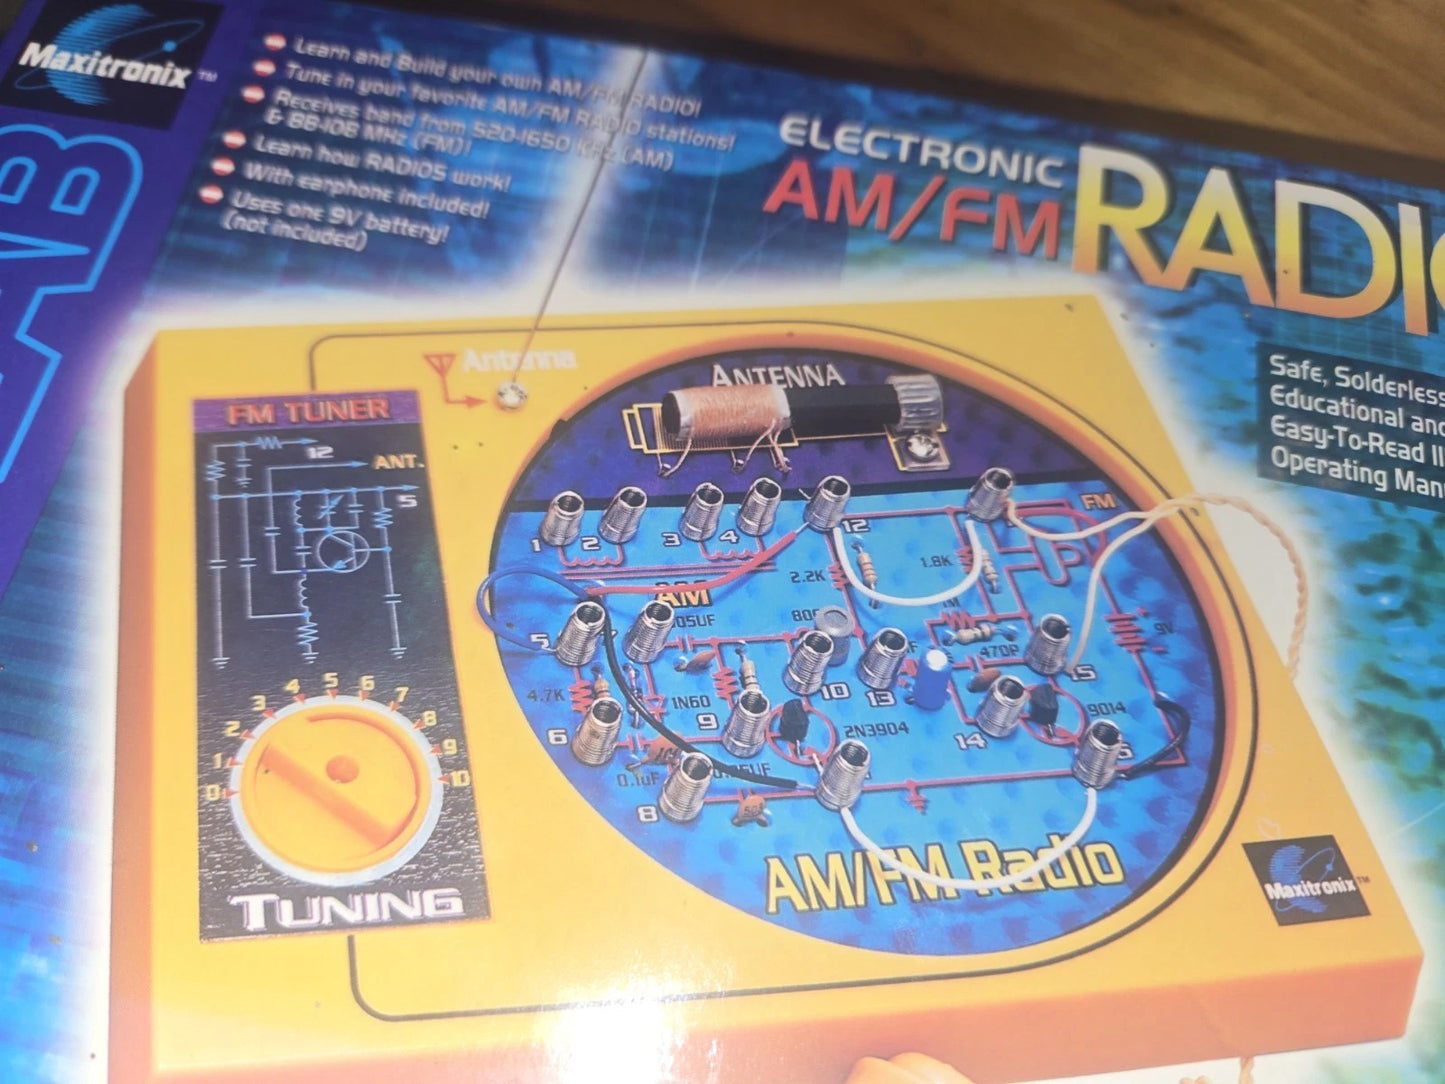 Maxitronix™
LAB
Learn and Build your own AM/FM RADIO!
Tune in your favorite AM/FM RADIO stations!
Receives band from 520-1650 KHz (AM)
& 88-108 MHz (FM)!
Learn how RADIOS work!
With earphone included!
Uses one 9V battery!
(not included)
ELECTRONIC
AM/FM
RADI
Safe, Solderless
Educational and
Easy-To-Read
Operating
Antenna
FM TUNER
12
ANT.
5
0 1 2 3 4 5 6 7 8 9 10
TUNING
ANTENNA
1 2 3 4 12
FM
2.2K
1.8K
AM
5
05UF
1M
470P
9V
4.7K
1N60
9
10
13
15
6
2N3904
14
9014
0.1uF
8
AM/FM Radio
Maxitronix™